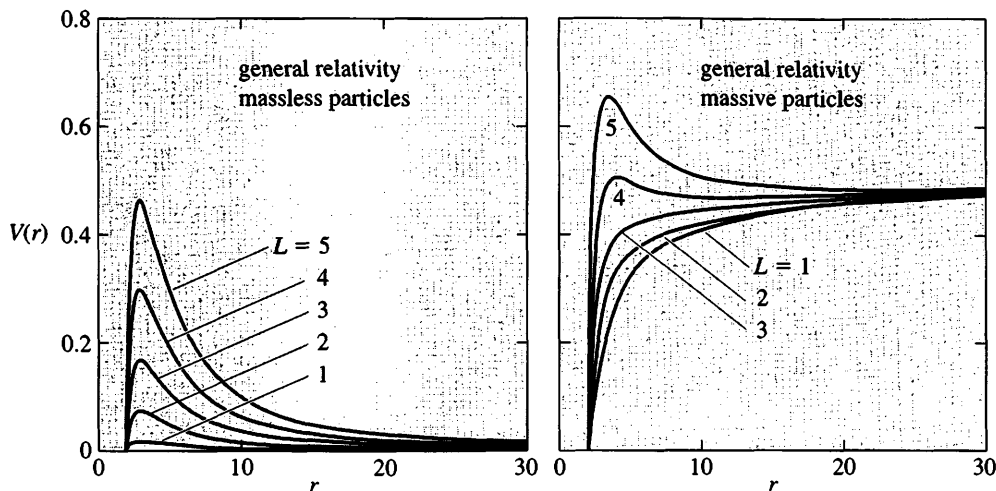 0.8
general relativity
massless particles
0.6
V(r)
0.4
L = 5
4
3
0.2
2
1
0
0
10
20
30
r
general relativity
massive particles
5
4
L = 1
2
3
0
10
20
30
r